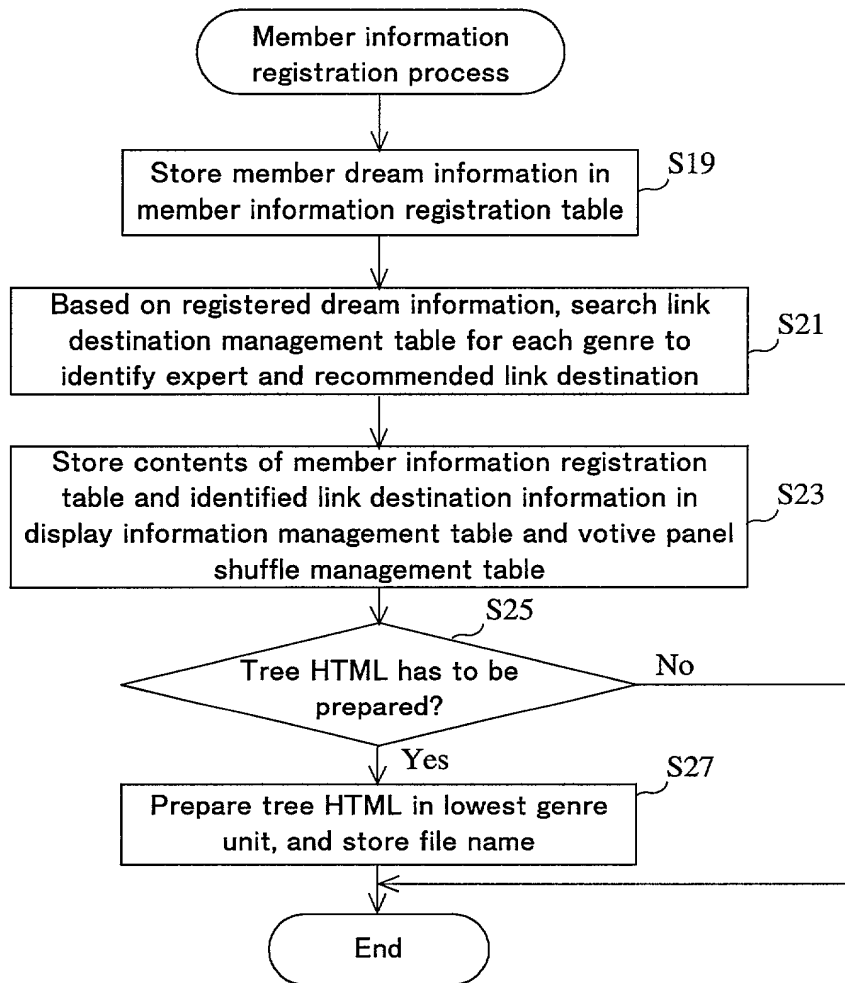 Member information
registration process
S19
Store member dream information in
member information registration table
Based on registered dream information, search link
destination management table for each genre to
identify expert and recommended link destination
S21
Store contents of member information registration
table and identified link destination information in
display information management table and votive panel
shuffle management table
S23
S25
Tree HTML has to be
prepared?
No
Yes
S27
Prepare tree HTML in lowest genre
unit, and store file name
End